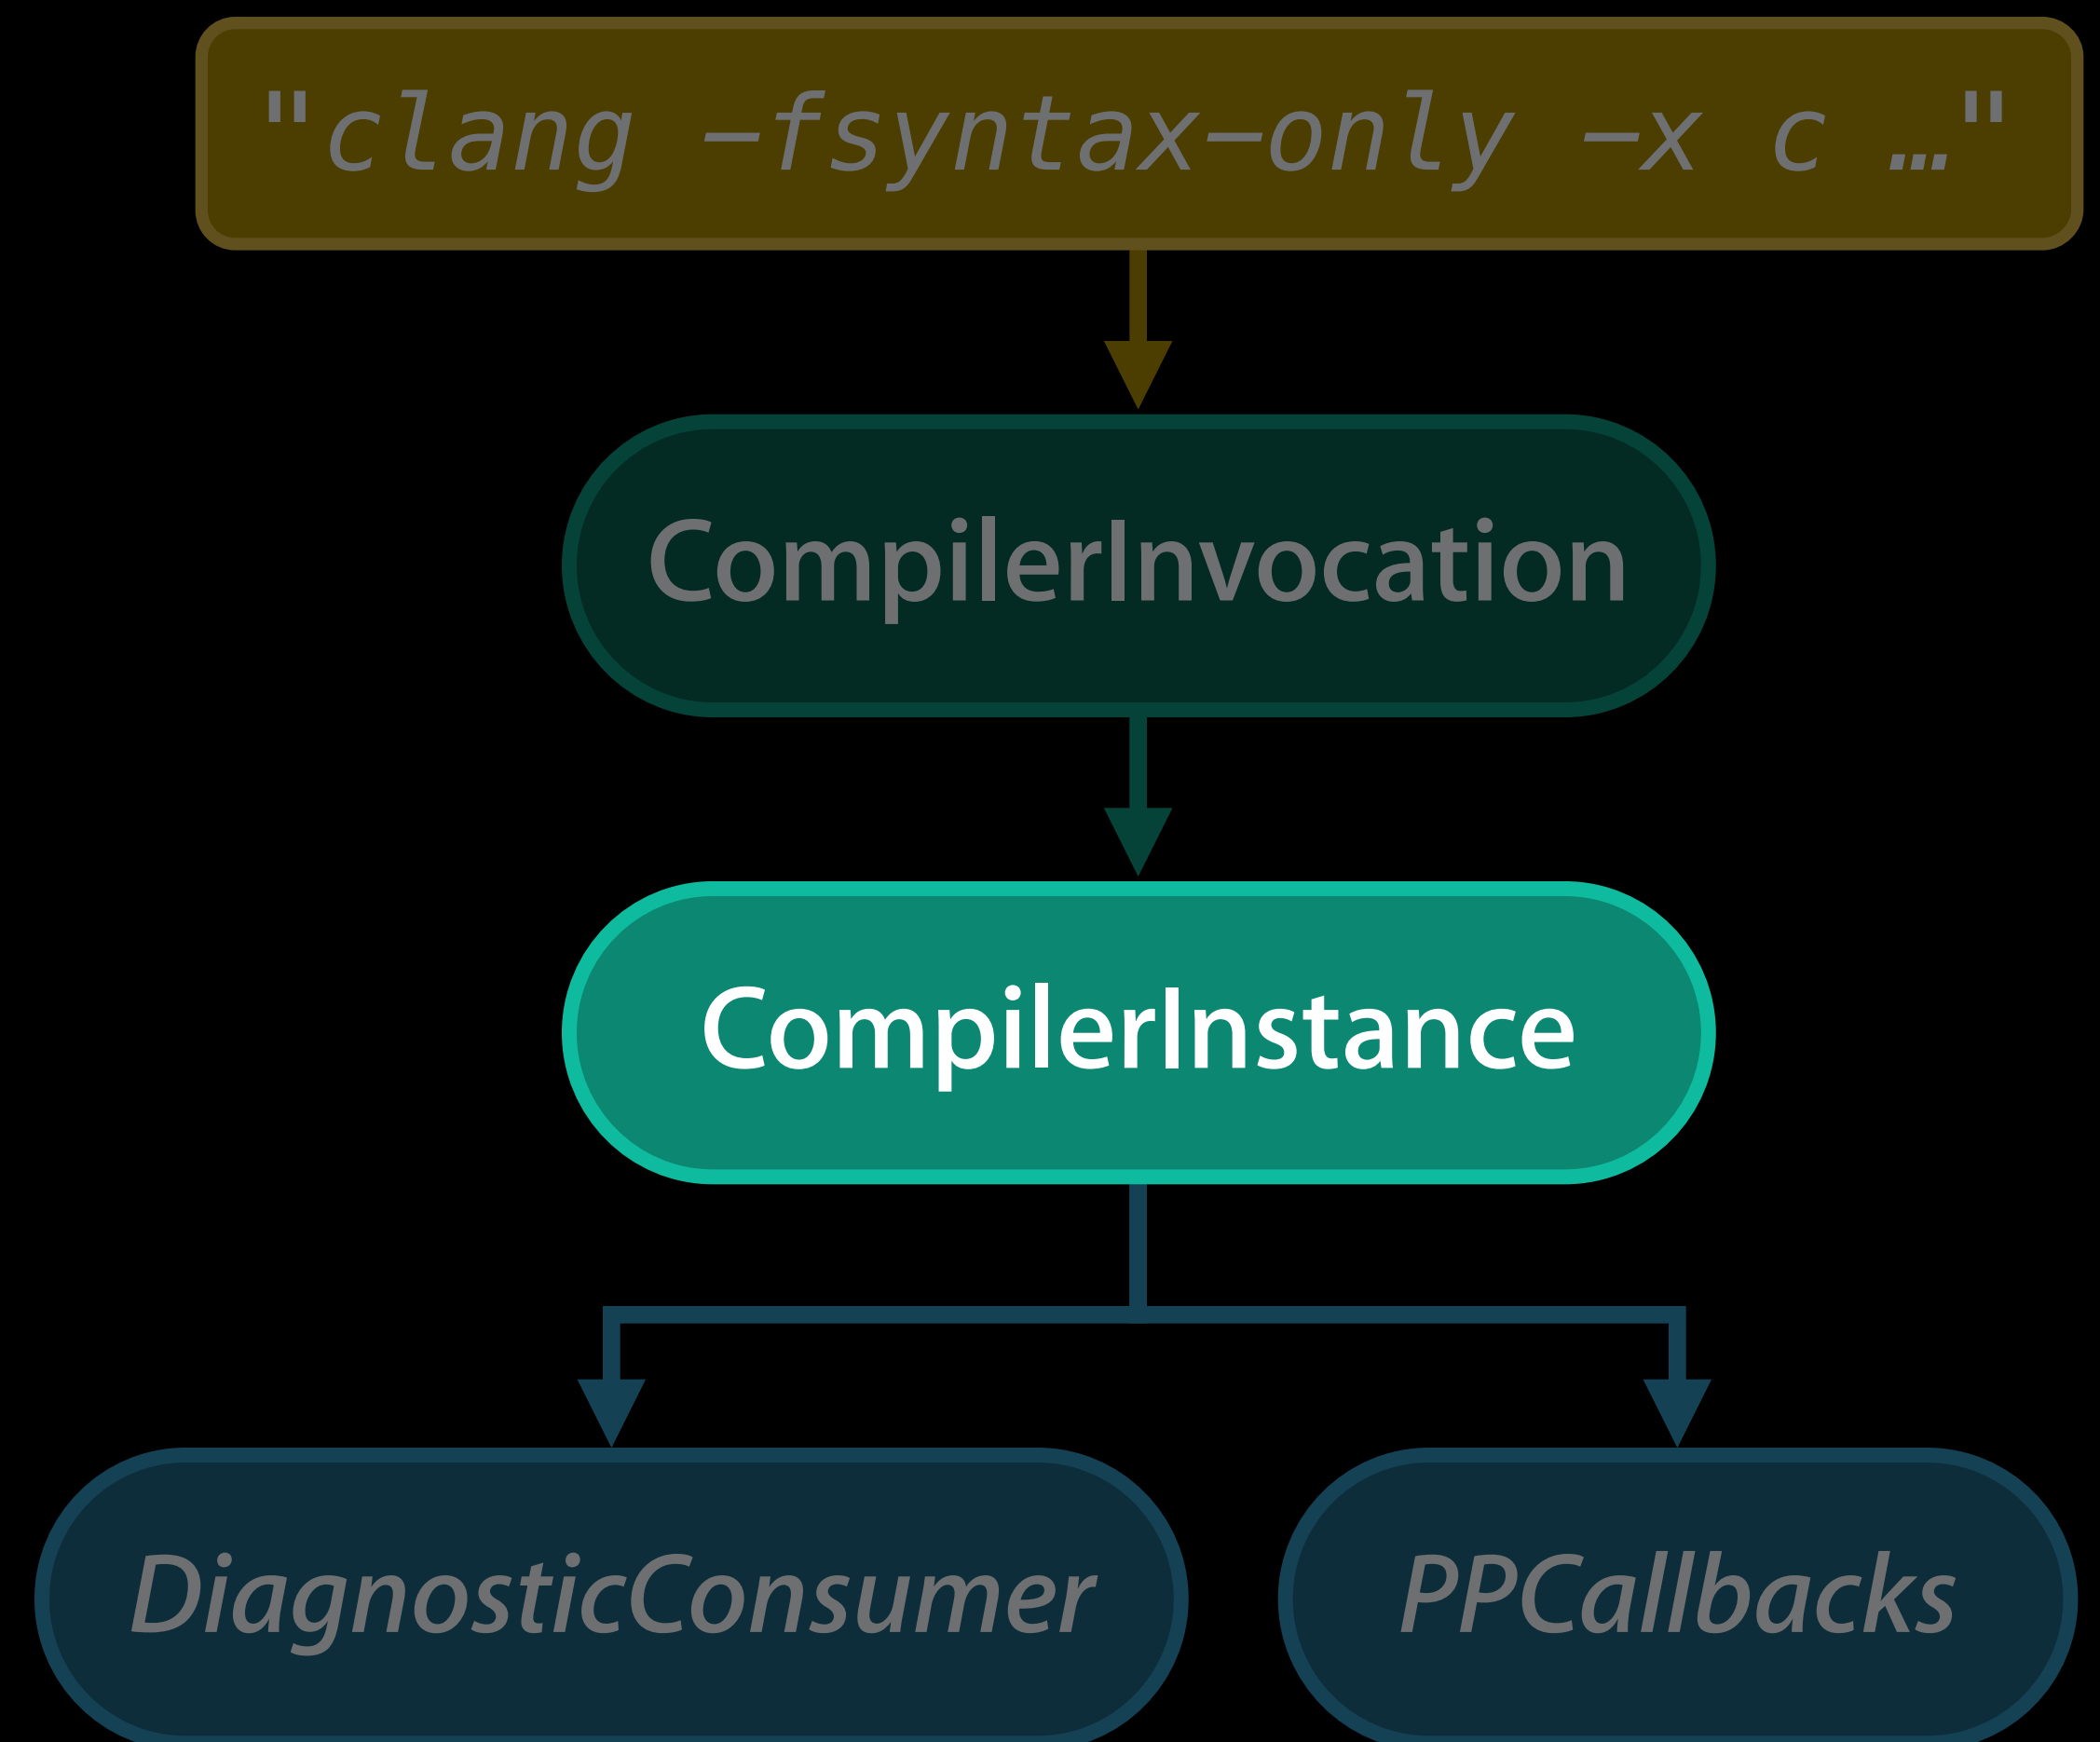 "clang –fsyntax–only –x c …"
CompilerInvocation
CompilerInstance
DiagnosticConsumer
PPCallbacks